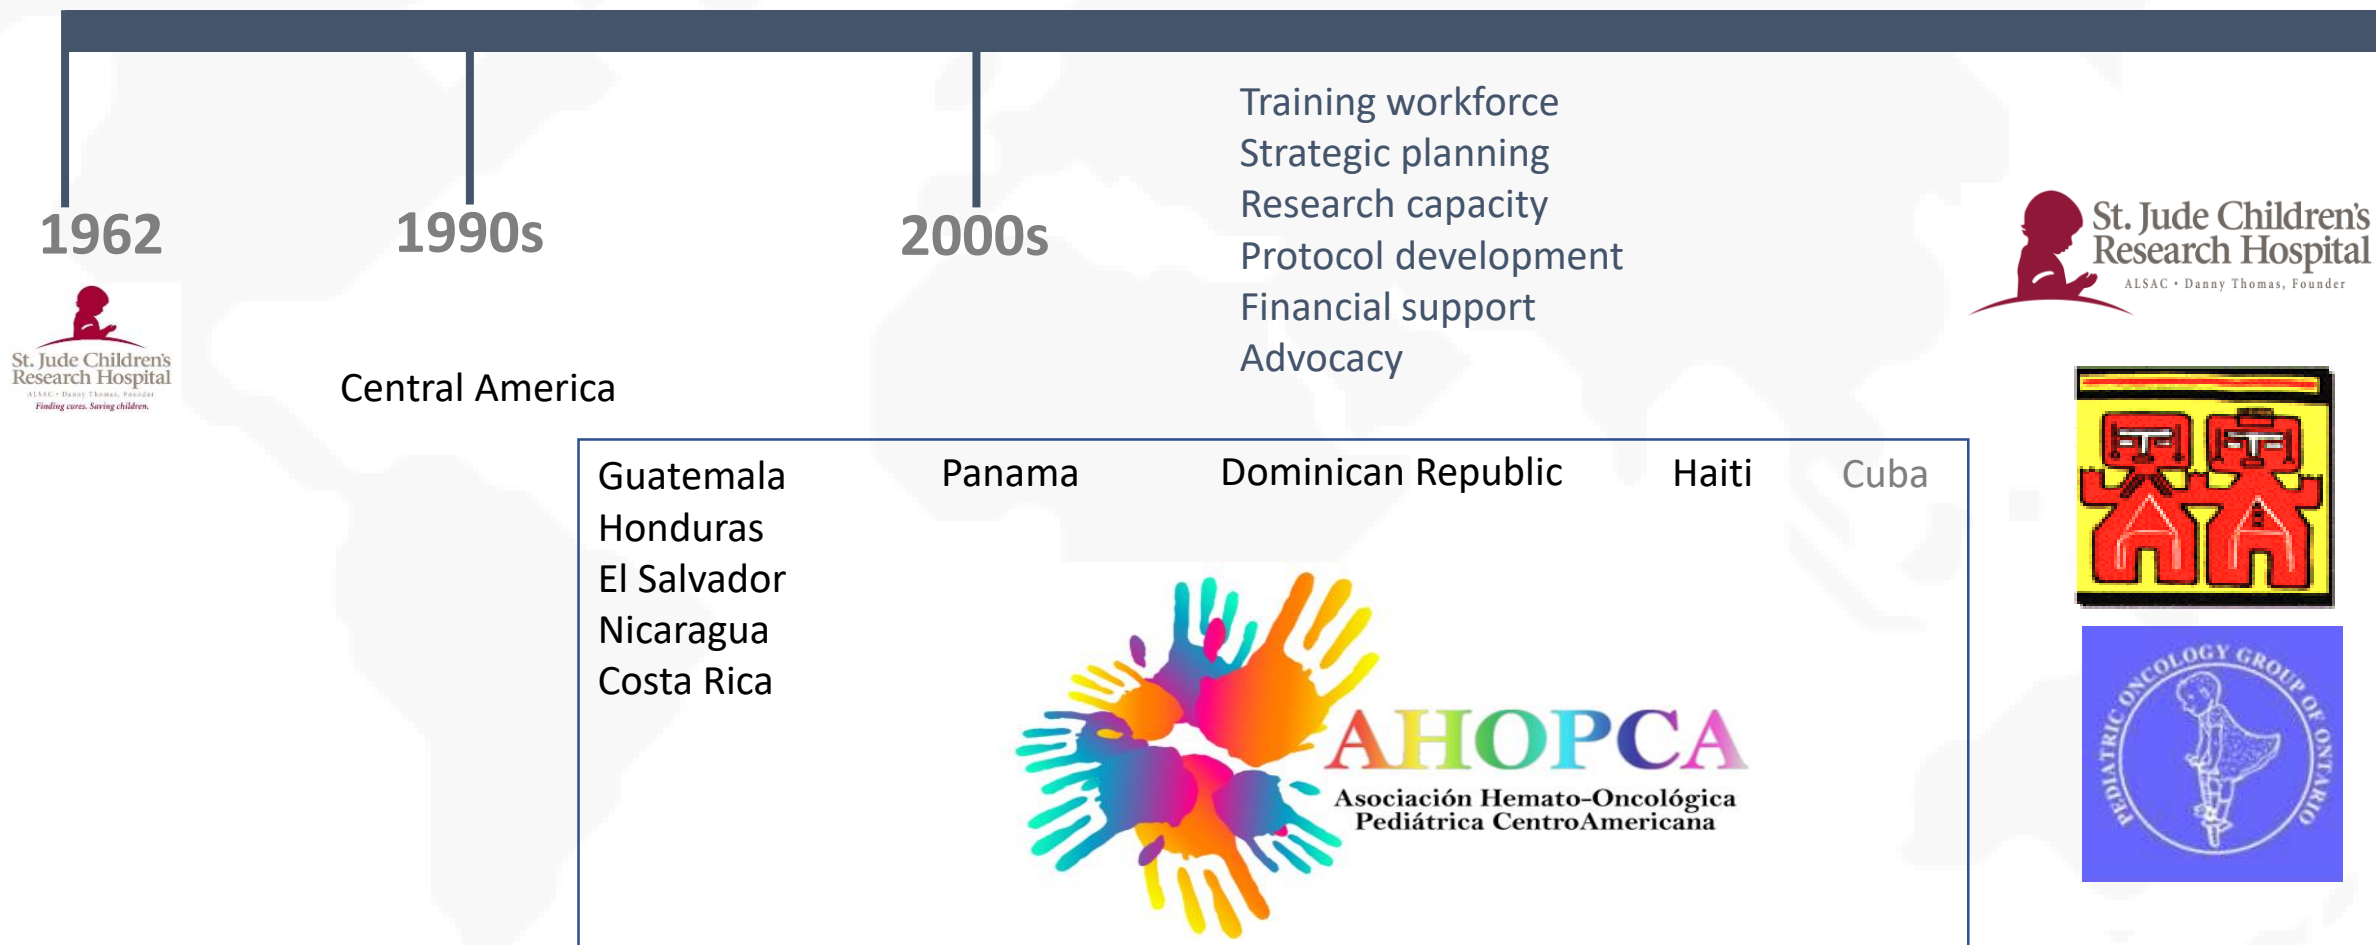 1962
1990s
2000s
Training workforce
Strategic planning
Research capacity
Protocol development
Financial support
Advocacy
St. Jude Children's
Research Hospital
ALSAC • Danny Thomas, Founder
Finding cures. Saving children.
St. Jude Children's
Research Hospital
ALSAC • Danny Thomas, Founder
Central America
Guatemala
Honduras
El Salvador
Nicaragua
Costa Rica
Panama
Dominican Republic
Haiti
Cuba
AHOPCA
Asociación Hemato-Oncológica
Pediátrica CentroAmericana
PEDIATRIC ONCOLOGY GROUP OF ONTARIO